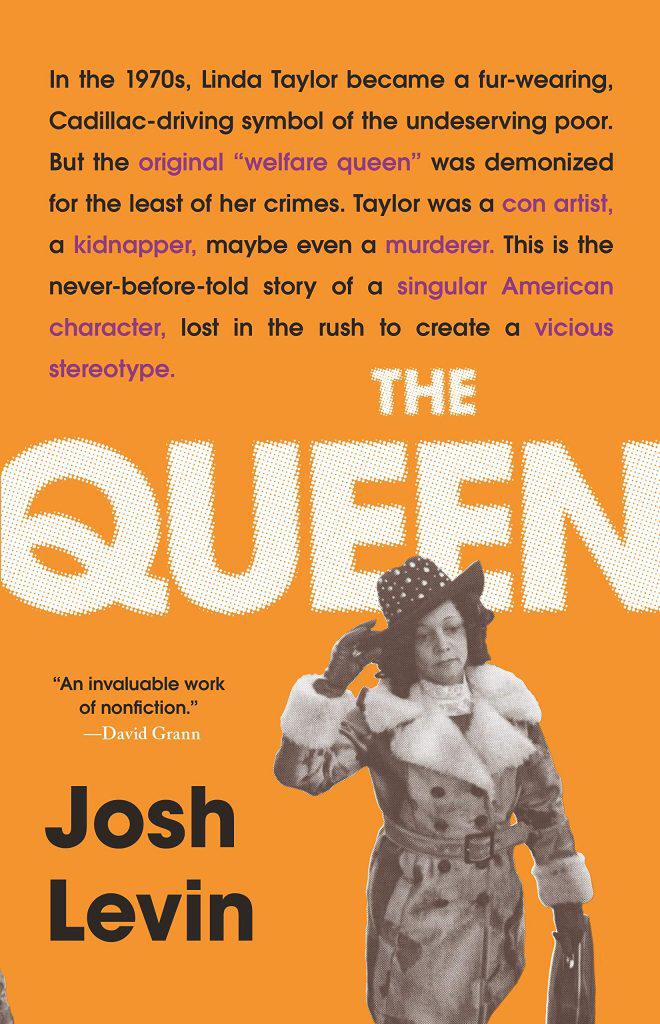 In the 1970s, Linda Taylor became a fur-wearing,
Cadillac-driving symbol of the undeserving poor.
But the original “welfare queen” was demonized
for the least of her crimes. Taylor was a con artist,
a kidnapper, maybe even a murderer. This is the
never-before-told story of a singular American
character, lost in the rush to create a vicious
stereotype.
THE
QUEEN
“An invaluable work
of nonfiction.”
—David Grann
Josh
Levin